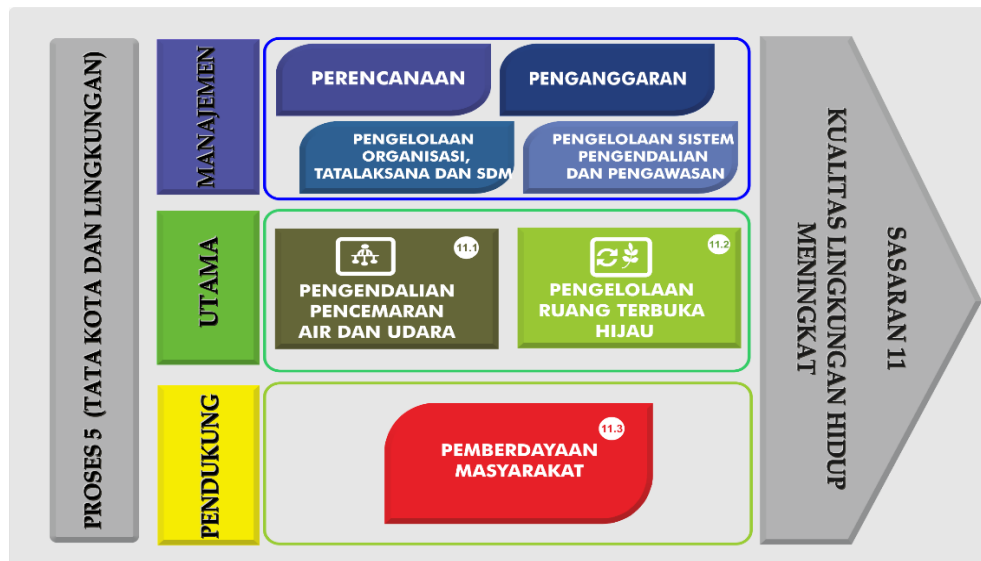 PROSES 5 (TATA KOTA DAN LINGKUNGAN)
MANAJEMEN
PERENCANAAN
PENGANGGARAN
PENGELOLAAN
ORGANISASI,
TATALAKSANA DAN SDM
PENGELOLAAN SISTEM
PENGENDALIAN
DAN PENGAWASAN
UTAMA
11.1
PENGENDALIAN
PENCEMARAN
AIR DAN UDARA
11.2
PENGELOLAAN
RUANG TERBUKA
HIJAU
PENDUKUNG
11.3
PEMBERDAYAAN
MASYARAKAT
SASARAN 11
KUALITAS LINGKUNGAN HIDUP
MENINGKAT